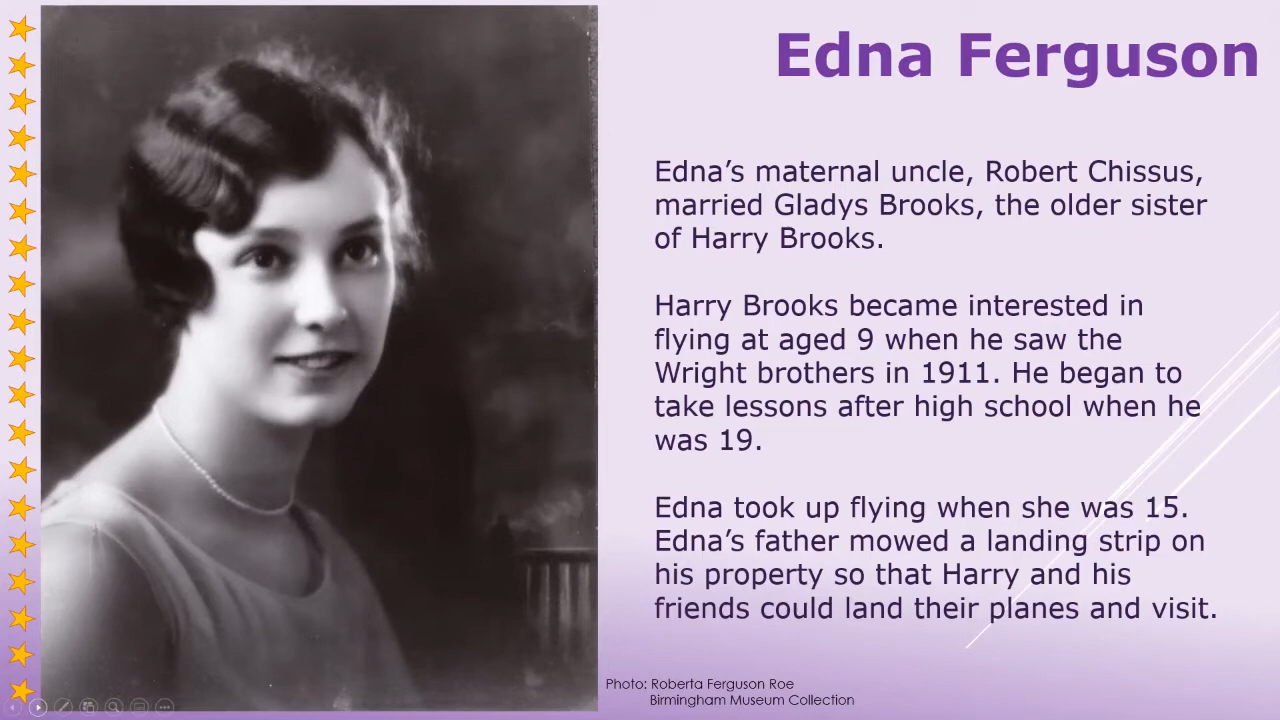 Edna Ferguson
Edna’s maternal uncle, Robert Chissus,
married Gladys Brooks, the older sister
of Harry Brooks.
Harry Brooks became interested in
flying at aged 9 when he saw the
Wright brothers in 1911. He began to
take lessons after high school when he
was 19.
Edna took up flying when she was 15.
Edna’s father mowed a landing strip on
his property so that Harry and his
friends could land their planes and visit.
Photo: Roberta Ferguson Roe
Birmingham Museum Collection